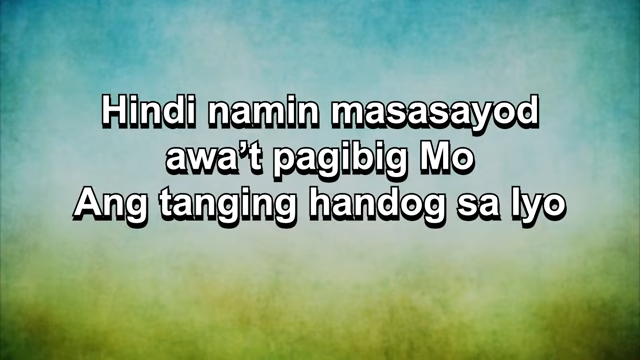 Hindi namin masasayod
awa’t pagibig Mo
Ang tanging handog sa Iyo